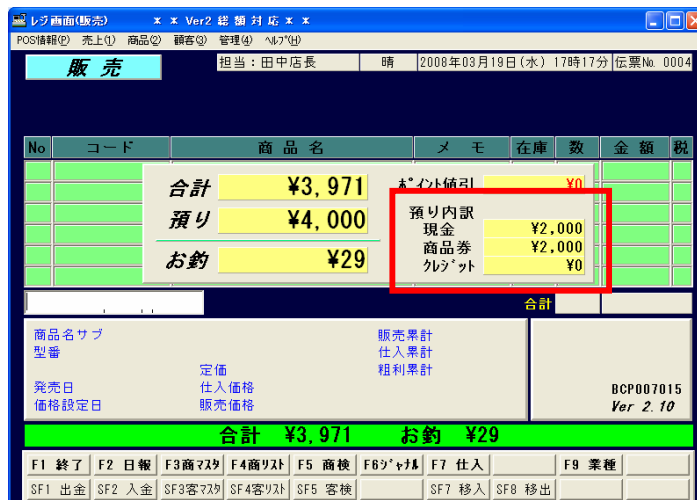 レジ画面(販売)　＊ ＊ Ver2 総 額 対 応 ＊ ＊
POS情報(P) 売上(1) 商品(2) 顧客(3) 管理(4) ヘルプ(H)
販 売 担当：田中店長 晴 2008年03月19日(水) 17時17分 伝票No. 0004
No コード 商 品 名 メ モ 在庫 数 金 額 税
合計 ¥3,971 ポイント値引 ¥0
預り ¥4,000 預り内訳
現金 ¥2,000
商品券 ¥2,000
お釣 ¥29 クレジット ¥0
合計
商品名サブ 販売累計
型番 仕入累計
定価 粗利累計
発売日 仕入価格 BCP007015
価格設定日 販売価格 Ver 2.10
合計 ¥3,971 お釣 ¥29
F1 終了 F2 日報 F3商マスタ F4商リスト F5 商検 F6ジャナル F7 仕入 F9 業種
SF1 出金 SF2 入金 SF3客マスタ SF4客リスト SF5 客検 SF7 移入 SF8 移出